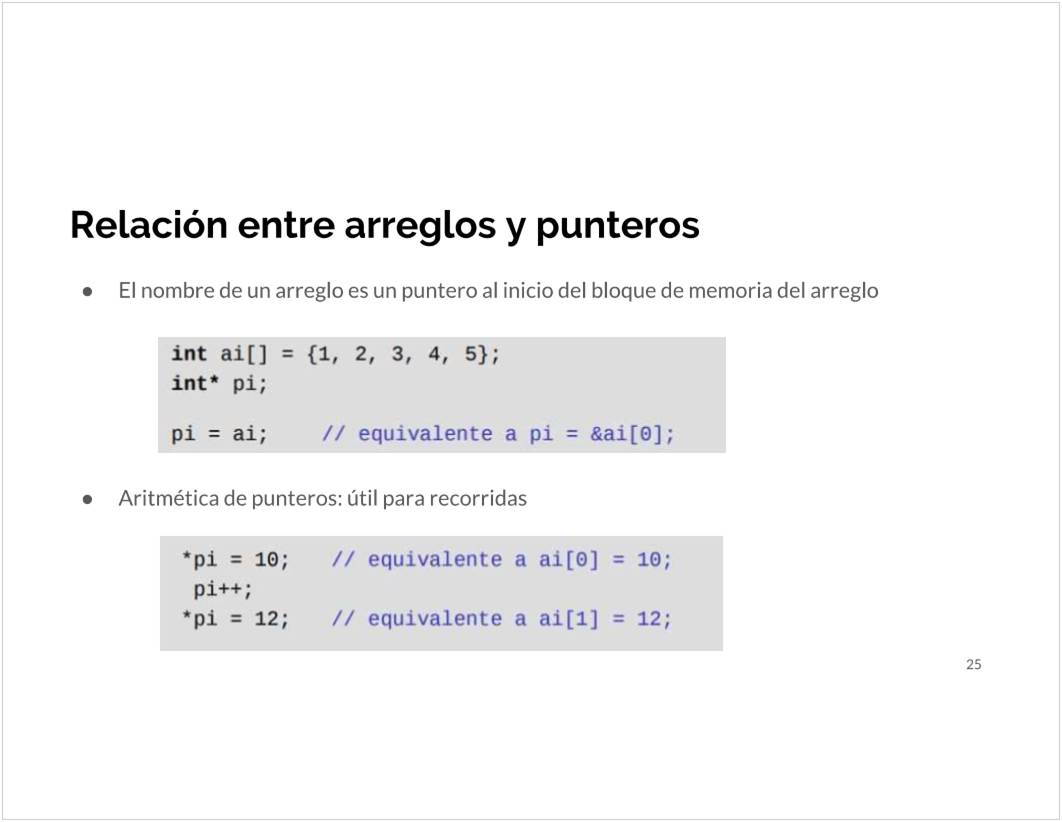 Relación entre arreglos y punteros
● El nombre de un arreglo es un puntero al inicio del bloque de memoria del arreglo
int ai[] = {1, 2, 3, 4, 5};
int* pi;
pi = ai; // equivalente a pi = &ai[0];
● Aritmética de punteros: útil para recorridas
*pi = 10; // equivalente a ai[0] = 10;
pi++;
*pi = 12; // equivalente a ai[1] = 12;
25